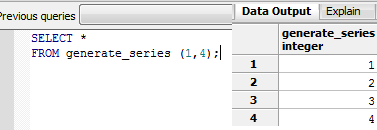 Previous queries
SELECT *
FROM generate_series (1,4);
Data Output Explain
generate_series
integer
1 1
2 2
3 3
4 4